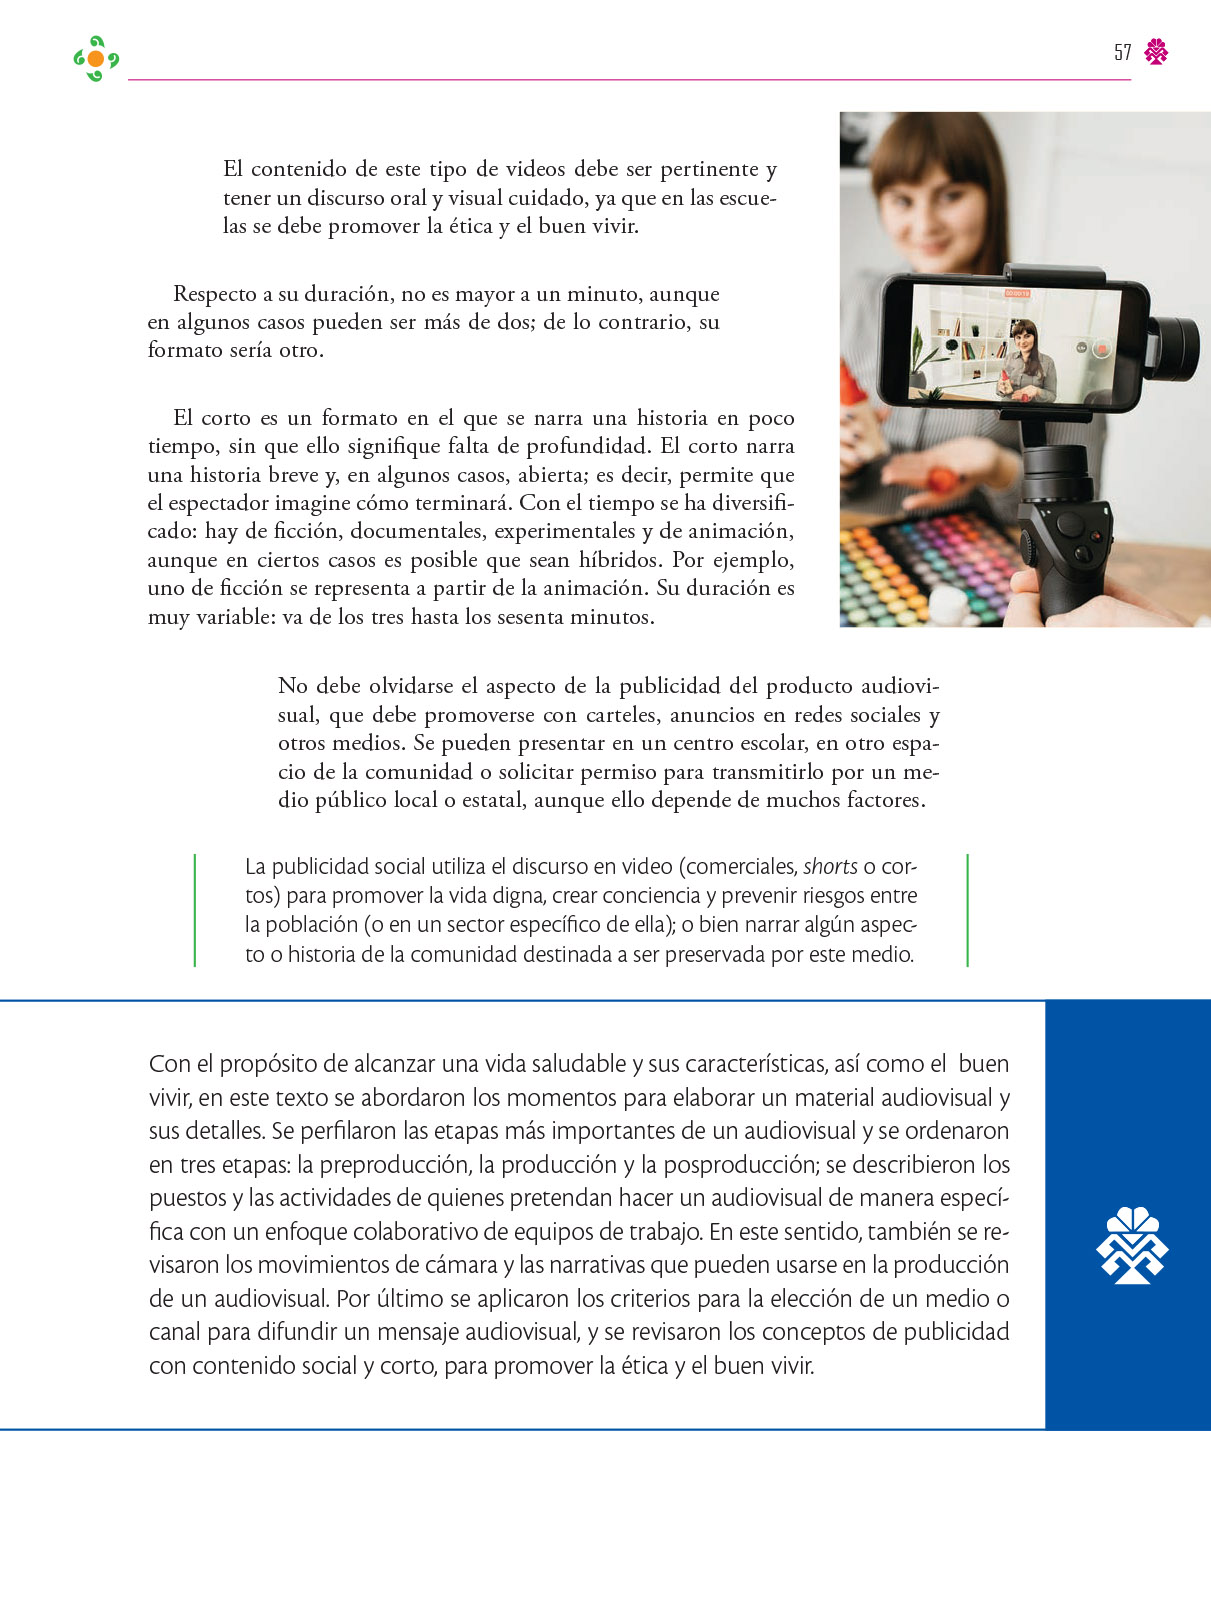 57
El contenido de este tipo de videos debe ser pertinente y
tener un discurso oral y visual cuidado, ya que en las escue-
las se debe promover la ética y el buen vivir.
Respecto a su duración, no es mayor a un minuto, aunque
en algunos casos pueden ser más de dos; de lo contrario, su
formato sería otro.
El corto es un formato en el que se narra una historia en poco
tiempo, sin que ello signifique falta de profundidad. El corto narra
una historia breve y, en algunos casos, abierta; es decir, permite que
el espectador imagine cómo terminará. Con el tiempo se ha diversifi-
cado: hay de ficción, documentales, experimentales y de animación,
aunque en ciertos casos es posible que sean híbridos. Por ejemplo,
uno de ficción se representa a partir de la animación. Su duración es
muy variable: va de los tres hasta los sesenta minutos.
No debe olvidarse el aspecto de la publicidad del producto audiovi-
sual, que debe promoverse con carteles, anuncios en redes sociales y
otros medios. Se pueden presentar en un centro escolar, en otro espa-
cio de la comunidad o solicitar permiso para transmitirlo por un me-
dio público local o estatal, aunque ello depende de muchos factores.
La publicidad social utiliza el discurso en video (comerciales, shorts o cor-
tos) para promover la vida digna, crear conciencia y prevenir riesgos entre
la población (o en un sector específico de ella); o bien narrar algún aspec-
to o historia de la comunidad destinada a ser preservada por este medio.
Con el propósito de alcanzar una vida saludable y sus características, así como el  buen
vivir, en este texto se abordaron los momentos para elaborar un material audiovisual y
sus detalles. Se perfilaron las etapas más importantes de un audiovisual y se ordenaron
en tres etapas: la preproducción, la producción y la posproducción; se describieron los
puestos y las actividades de quienes pretendan hacer un audiovisual de manera especí-
fica con un enfoque colaborativo de equipos de trabajo. En este sentido, también se re-
visaron los movimientos de cámara y las narrativas que pueden usarse en la producción
de un audiovisual. Por último se aplicaron los criterios para la elección de un medio o
canal para difundir un mensaje audiovisual, y se revisaron los conceptos de publicidad
con contenido social y corto, para promover la ética y el buen vivir.